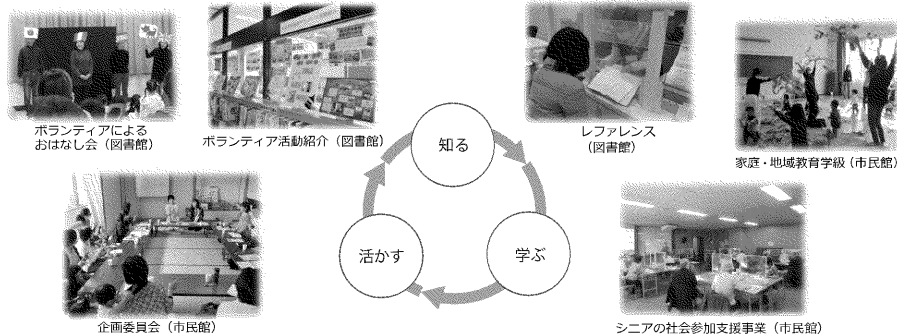 ボランティアによる
おはなし会（図書館）
ボランティア活動紹介（図書館）
レファレンス
（図書館）
家庭・地域教育学級（市民館）
知る
活かす
学ぶ
企画委員会（市民館）
シニアの社会参加支援事業（市民館）